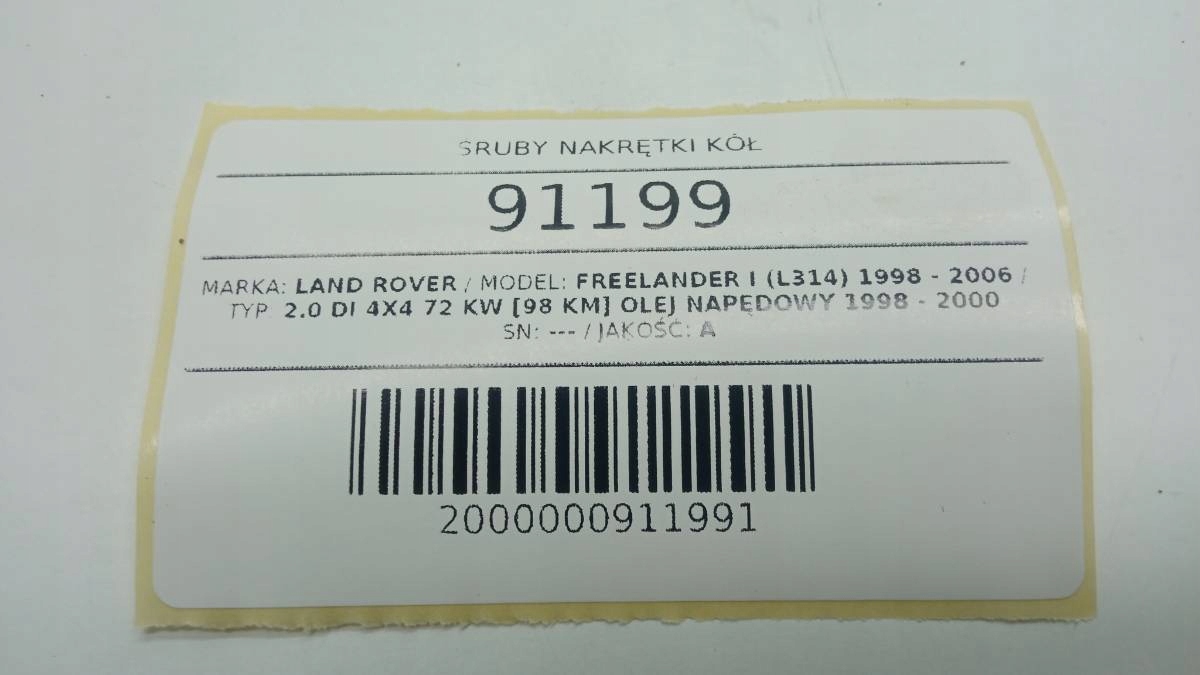 ŚRUBY NAKRĘTKI KÓŁ
91199
MARKA: LAND ROVER / MODEL: FREELANDER I (L314) 1998 - 2006 /
TYP 2.0 DI 4X4 72 KW [98 KM] OLEJ NAPĘDOWY 1998 - 2000
SN: --- / JAKOŚĆ: A
2000000911991